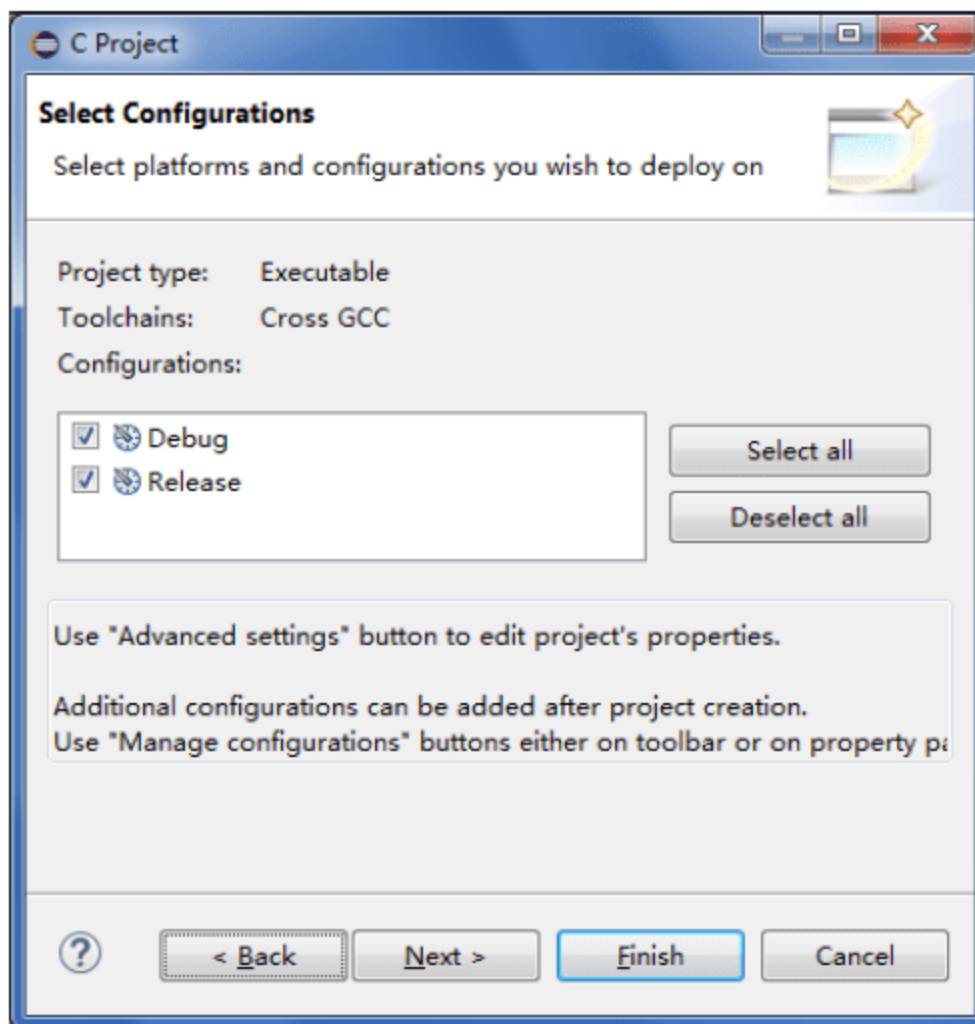 C Project
Select Configurations
Select platforms and configurations you wish to deploy on
Project type: Executable
Toolchains: Cross GCC
Configurations:
Debug
Release
Select all
Deselect all
Use "Advanced settings" button to edit project's properties.
Additional configurations can be added after project creation.
Use "Manage configurations" buttons either on toolbar or on property
? < Back Next > Finish Cancel